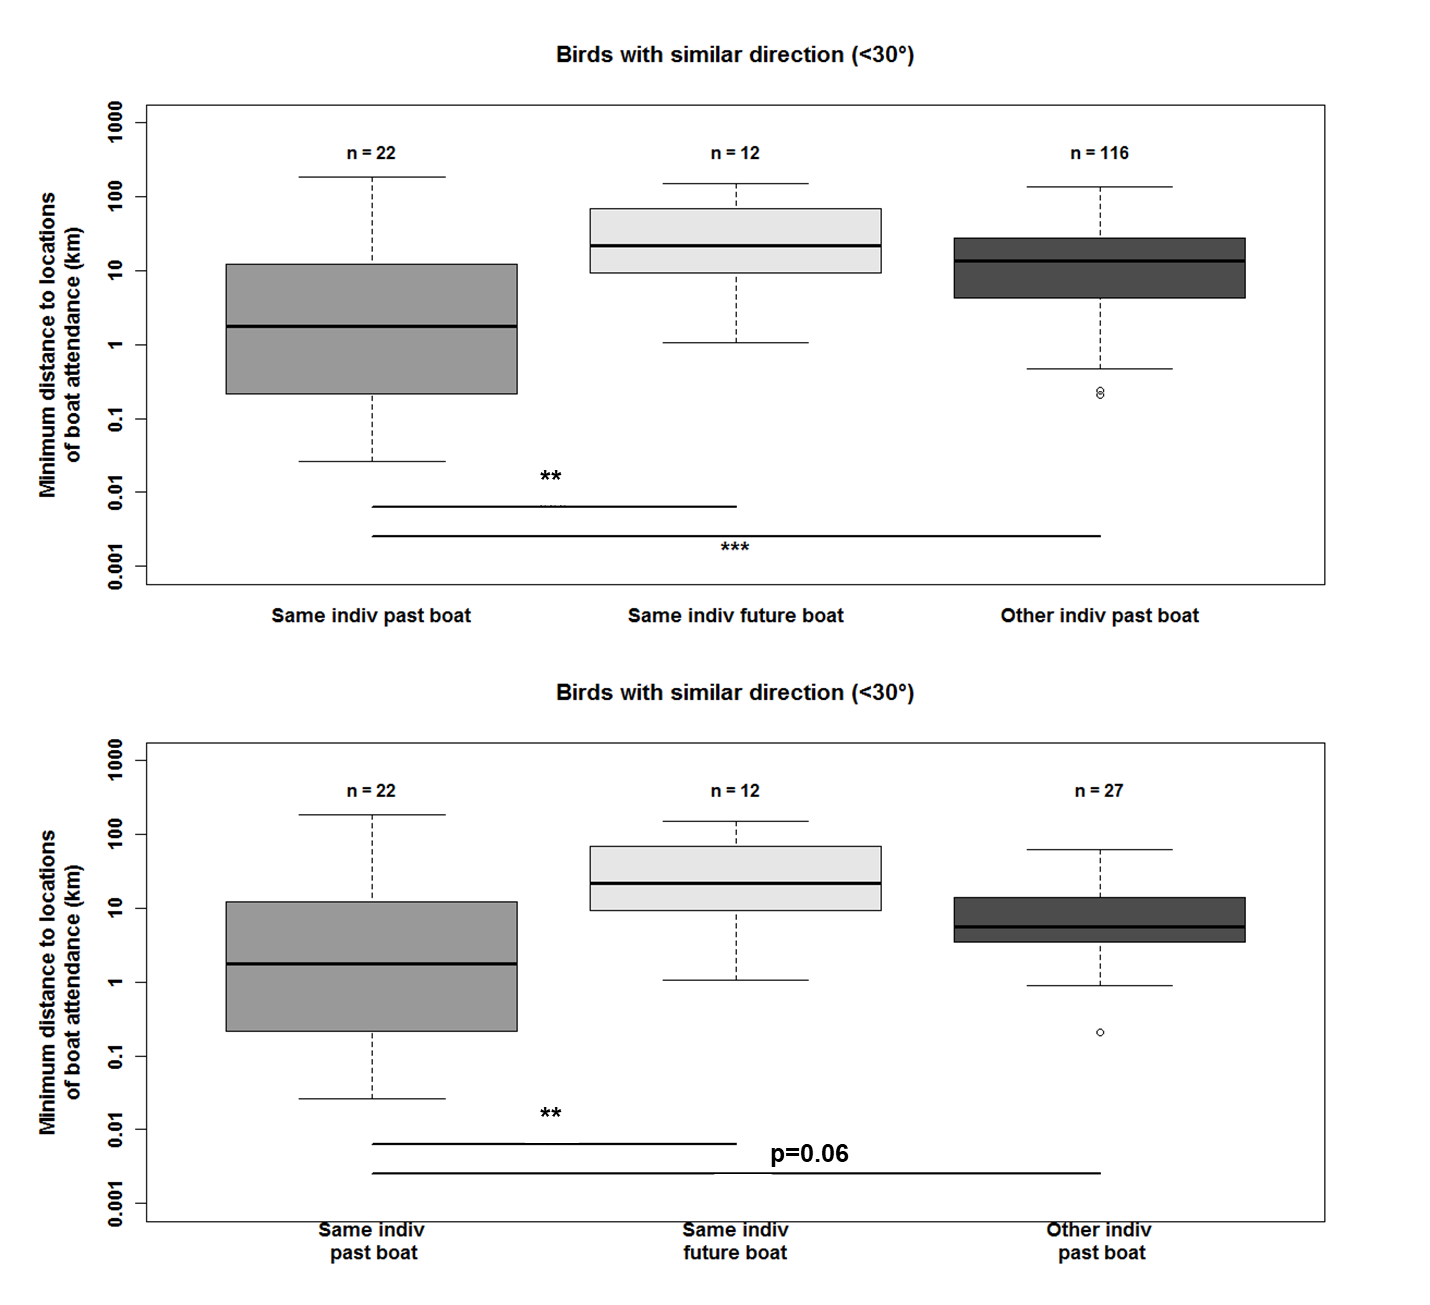 Birds with similar direction (<30°)
Minimum distance to locations
of boat attendance (km)
1000
100
10
1
0.1
0.01
0.001
n = 22
n = 12
n = 116
**
***
Same indiv past boat
Same indiv future boat
Other indiv past boat
Birds with similar direction (<30°)
Minimum distance to locations
of boat attendance (km)
1000
100
10
1
0.1
0.01
0.001
n = 22
n = 12
n = 27
**
p=0.06
Same indiv
past boat
Same indiv
future boat
Other indiv
past boat